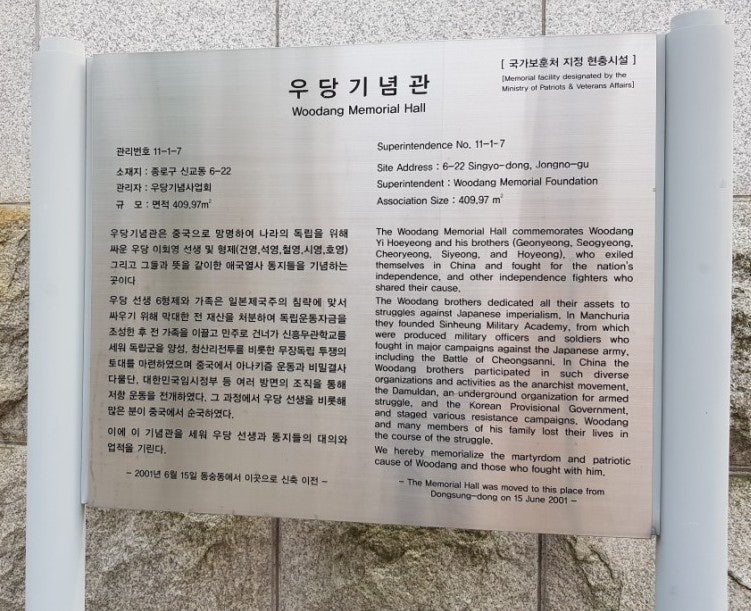 [ 국가보훈처 지정 현충시설 ]
[Memorial facility designated by the
Ministry of Patriots & Veterans Affairs]
우당기념관
Woodang Memorial Hall
관리번호 11-1-7
소재지 : 종로구 신교동 6-22
관리자 : 우당기념사업회
규 모 : 면적 409.97㎡
우당기념관은 중국으로 망명하여 나라의 독립을 위해
싸운 우당 이회영 선생 및 형제(건영,석영,철영,시영,호영)
그리고 그들과 뜻을 같이한 애국열사 동지들을 기념하는
곳이다
우당 선생 6형제와 가족은 일본제국주의 침략에 맞서
싸우기 위해 막대한 전 재산을 처분하여 독립운동자금을
조성한 후 전 가족을 이끌고 만주로 건너가 신흥무관학교를
세워 독립군을 양성, 청산리전투를 비롯한 무장독립 투쟁의
토대를 마련하였으며 중국에서 아나키즘 운동과 비밀결사
다물단, 대한민국임시정부 등 여러 방면의 조직을 통해
저항 운동을 전개하였다. 그 과정에서 우당 선생을 비롯해
많은 분이 중국에서 순국하였다.
이에 이 기념관을 세워 우당 선생과 동지들의 대의와
업적을 기린다.
- 2001년 6월 15일 동숭동에서 이곳으로 신축 이전 -
Superintendence No. 11-1-7
Site Address : 6-22 Singyo-dong, Jongno-gu
Superintendent : Woodang Memorial Foundation
Association Size : 409.97 ㎡
The Woodang Memorial Hall commemorates Woodang
Yi Hoeyeong and his brothers (Geonyeong, Seogyeong,
Cheoryeong, Siyeong, and Hoyeong), who exiled
themselves in China and fought for the nation's
independence, and other independence fighters who
shared their cause.
The Woodang brothers dedicated all their assets to
struggles against Japanese imperialism. In Manchuria
they founded Sinheung Military Academy, from which
were produced military officers and soldiers who
fought in major campaigns against the Japanese army,
including the Battle of Cheongsanni. In China the
Woodang brothers participated in such diverse
organizations and activities as the anarchist movement,
the Damuldan, an underground organization for armed
struggle, and the Korean Provisional Government,
and staged various resistance campaigns. Woodang
and many members of his family lost their lives in
the course of the struggle.
We hereby memorialize the martyrdom and patriotic
cause of Woodang and those who fought with him.
- The Memorial Hall was moved to this place from
Dongsung-dong on 15 June 2001 -